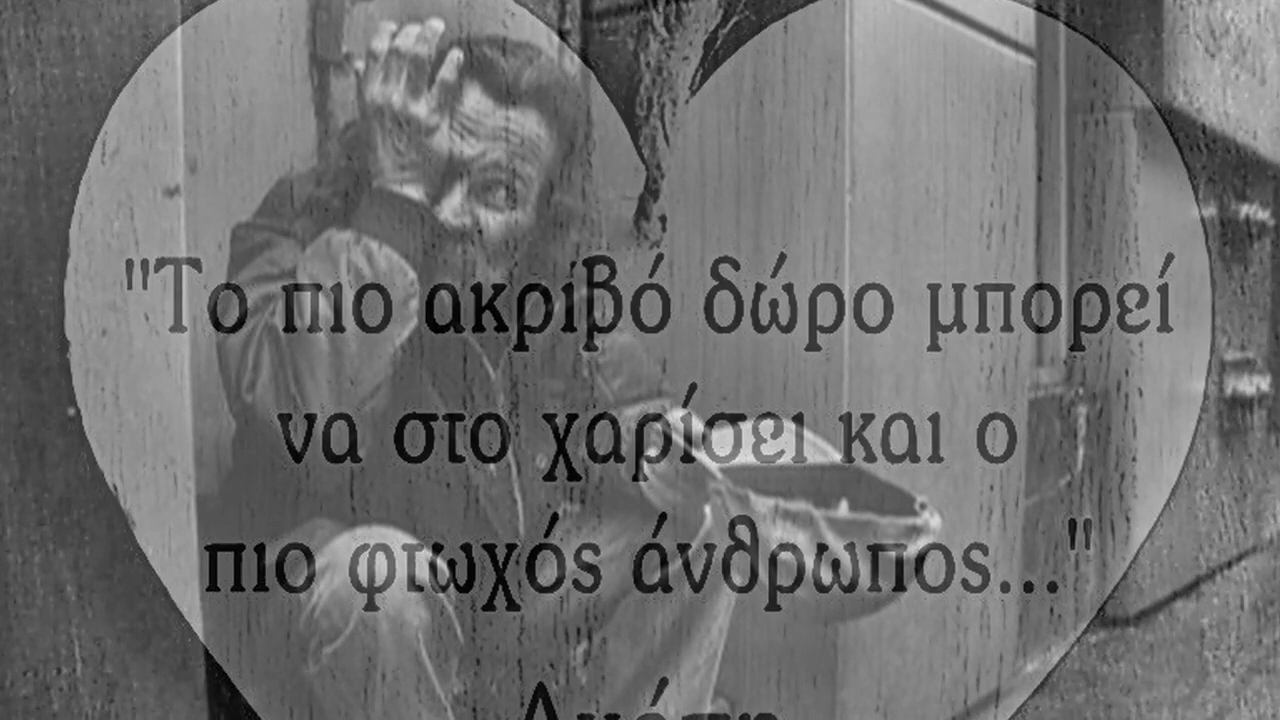 "Το πιο ακριβό δώρο μπορεί
να στο χαρίσει και ο
πιο φτωχός άνθρωπος..."